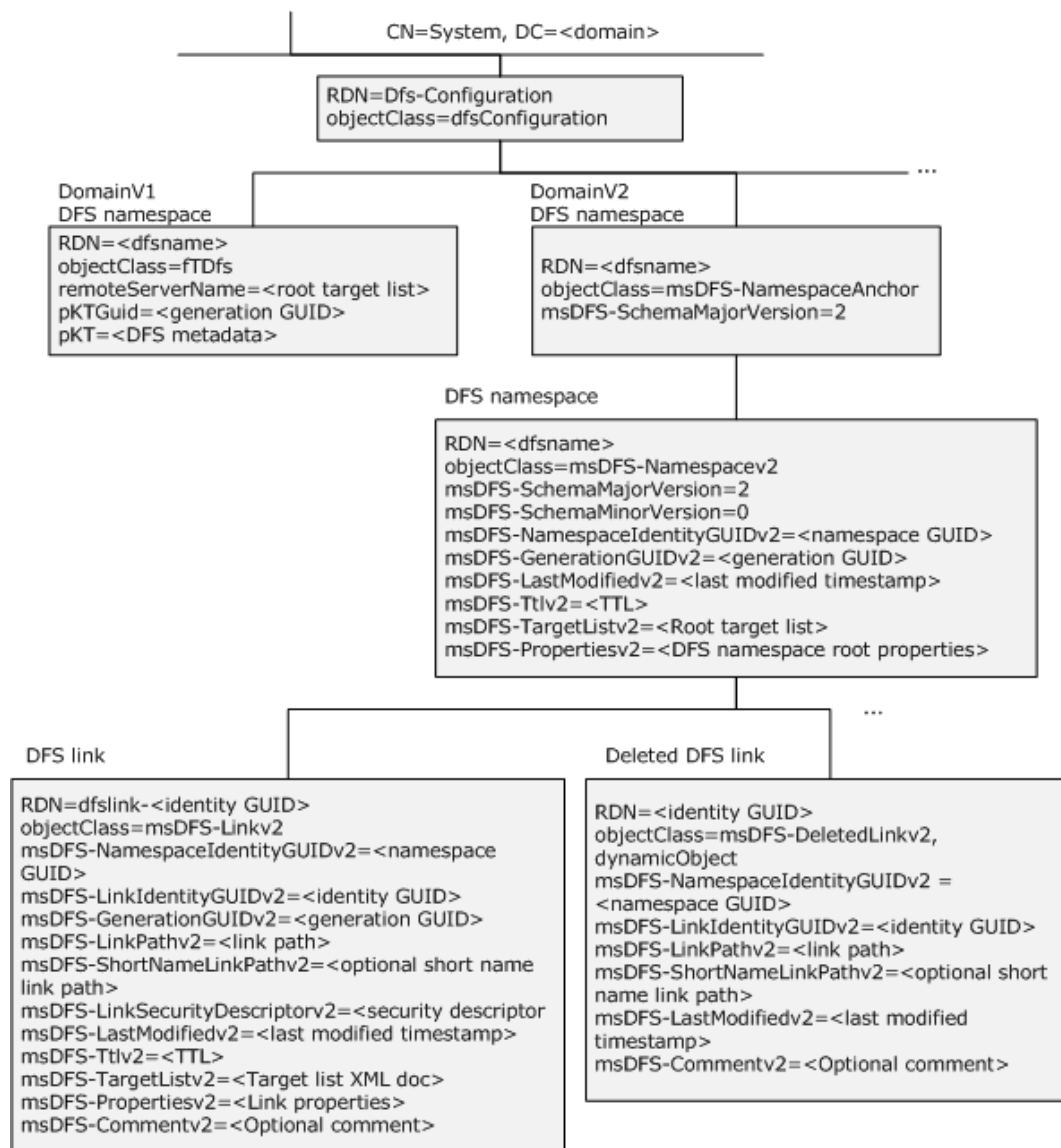 CN=System, DC=<domain>
RDN=Dfs-Configuration
objectClass=dfsConfiguration
...
DomainV1
DFS namespace
RDN=<dfsname>
objectClass=fTDfs
remoteServerName=<root target list>
pKTGuid=<generation GUID>
pKT=<DFS metadata>
DomainV2
DFS namespace
RDN=<dfsname>
objectClass=msDFS-NamespaceAnchor
msDFS-SchemaMajorVersion=2
DFS namespace
RDN=<dfsname>
objectClass=msDFS-Namespacev2
msDFS-SchemaMajorVersion=2
msDFS-SchemaMinorVersion=0
msDFS-NamespaceIdentityGUIDv2=<namespace GUID>
msDFS-GenerationGUIDv2=<generation GUID>
msDFS-LastModifiedv2=<last modified timestamp>
msDFS-Ttlv2=<TTL>
msDFS-TargetListv2=<Root target list>
msDFS-Propertiesv2=<DFS namespace root properties>
...
DFS link
RDN=dfslink-<identity GUID>
objectClass=msDFS-Linkv2
msDFS-NamespaceIdentityGUIDv2=<namespace
GUID>
msDFS-LinkIdentityGUIDv2=<identity GUID>
msDFS-GenerationGUIDv2=<generation GUID>
msDFS-LinkPathv2=<link path>
msDFS-ShortNameLinkPathv2=<optional short name
link path>
msDFS-LinkSecurityDescriptorv2=<security descriptor
msDFS-LastModifiedv2=<last modified timestamp>
msDFS-Ttlv2=<TTL>
msDFS-TargetListv2=<Target list XML doc>
msDFS-Propertiesv2=<Link properties>
msDFS-Commentv2=<Optional comment>
Deleted DFS link
RDN=<identity GUID>
objectClass=msDFS-DeletedLinkv2,
dynamicObject
msDFS-NamespaceIdentityGUIDv2 =
<namespace GUID>
msDFS-LinkIdentityGUIDv2=<identity GUID>
msDFS-LinkPathv2=<link path>
msDFS-ShortNameLinkPathv2=<optional short
name link path>
msDFS-LastModifiedv2=<last modified
timestamp>
msDFS-Commentv2=<Optional comment>